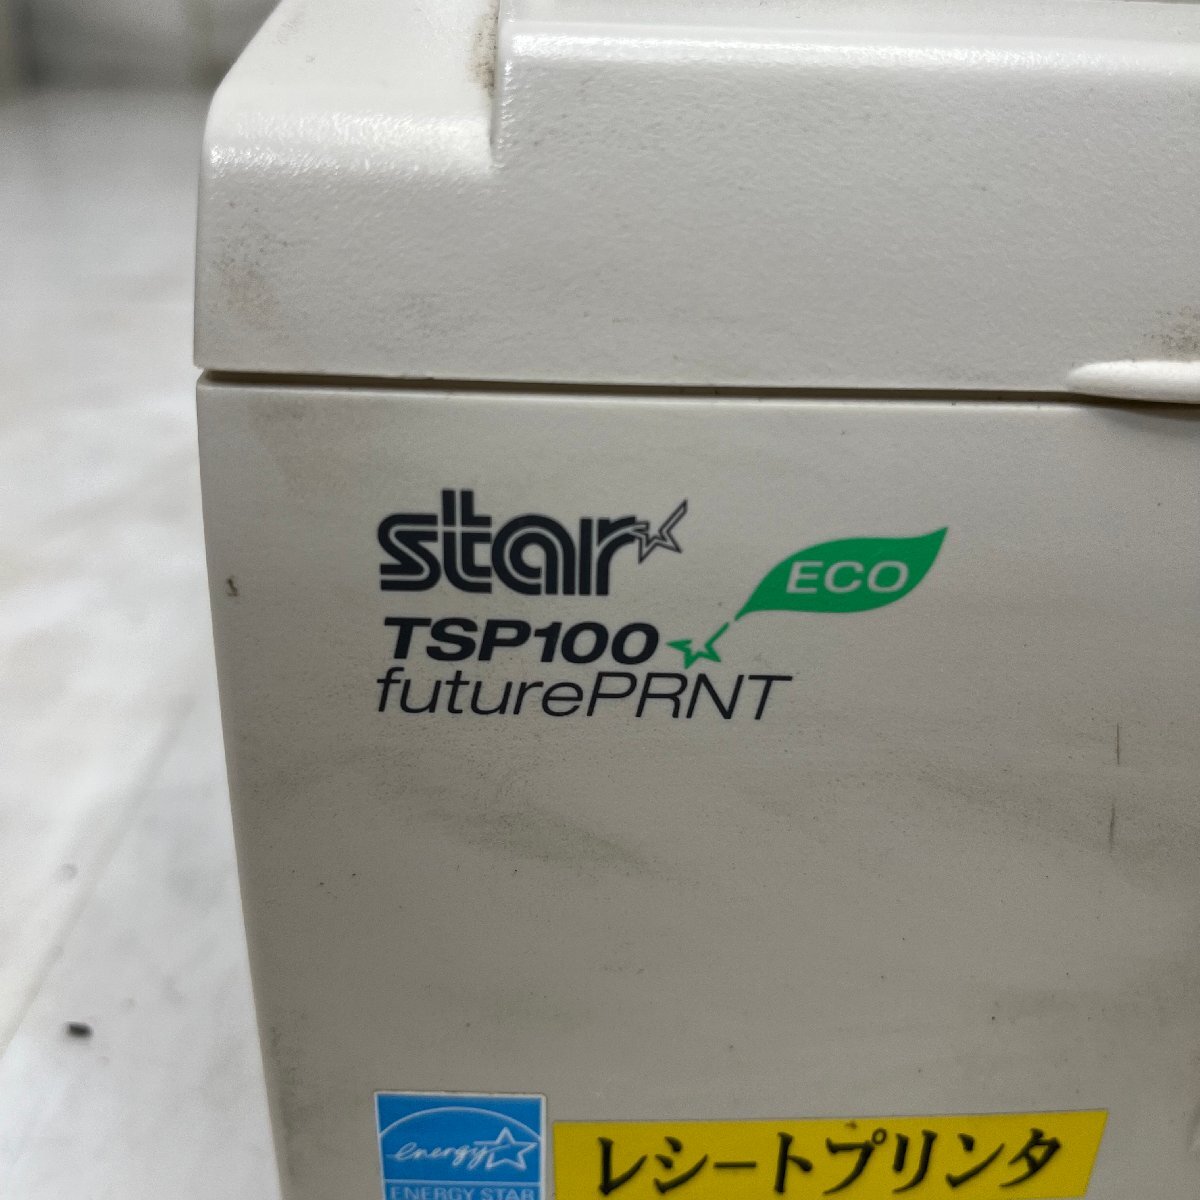 star
ECO
TSP100
futurePRNT
energy
ENERGY STAR
レシートプリンタ